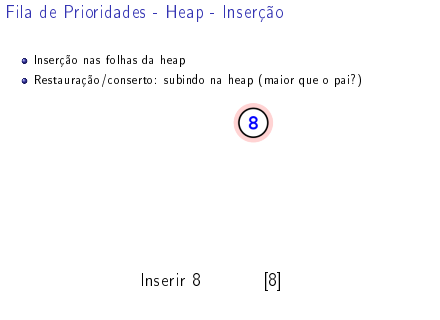 Fila de Prioridades - Heap - Inserção
Inserção nas folhas da heap
Restauração/conserto: subindo na heap (maior que o pai?)
8
Inserir 8 [8]